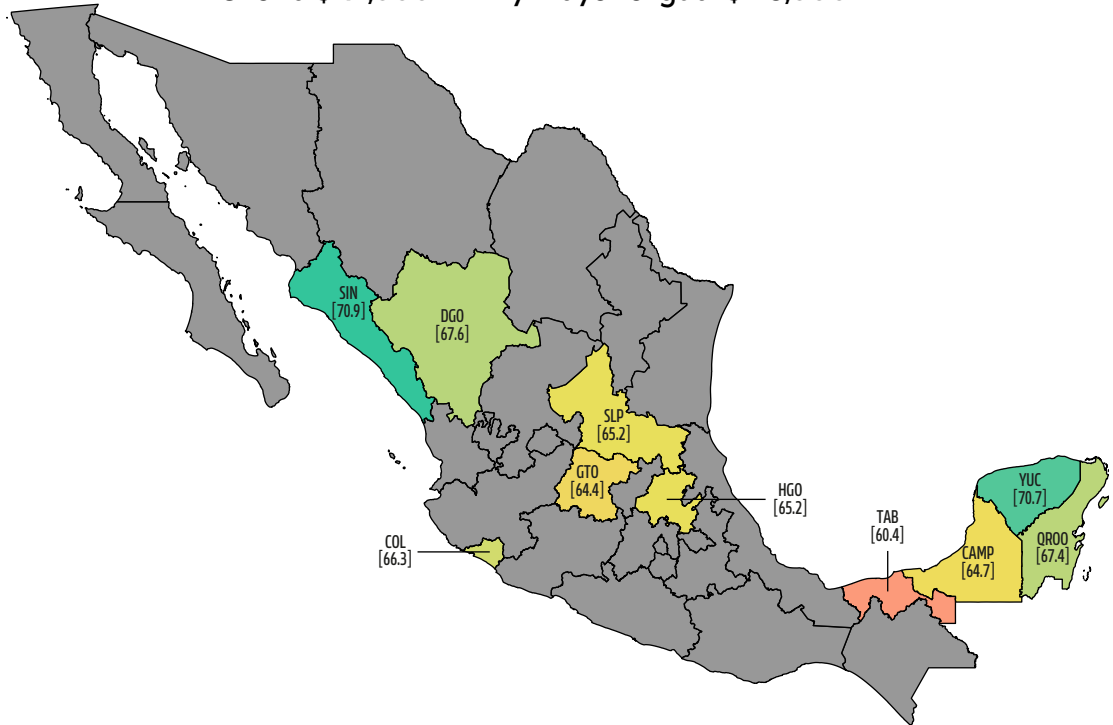 SIN
[70.9]
DGO
[67.6]
SLP
[65.2]
GTO
[64.4]
HGO
[65.2]
COL
[66.3]
TAB
[60.4]
CAMP
[64.7]
YUC
[70.7]
QROO
[67.4]